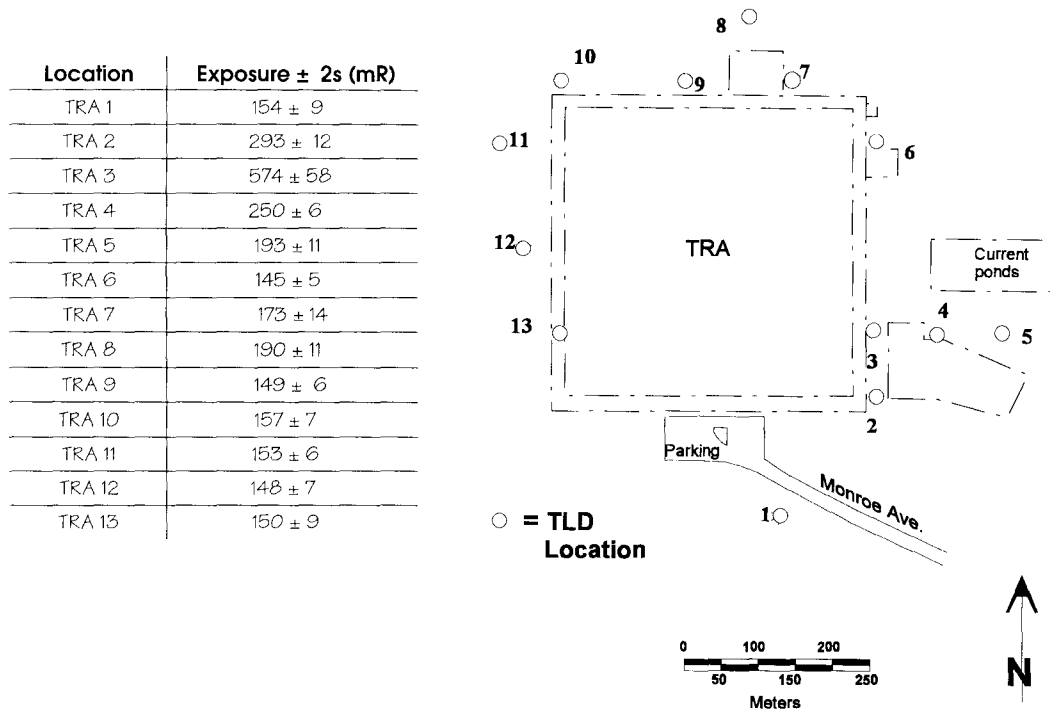 Location Exposure ± 2s (mR)
TRA 1 154 ± 9
TRA 2 293 ± 12
TRA 3 574 ± 58
TRA 4 250 ± 6
TRA 5 193 ± 11
TRA 6 145 ± 5
TRA 7 173 ± 14
TRA 8 190 ± 11
TRA 9 149 ± 6
TRA 10 157 ± 7
TRA 11 153 ± 6
TRA 12 148 ± 7
TRA 13 150 ± 9
8
10
9
7
11
6
12
TRA
Current
ponds
13
4
5
3
2
Parking
Monroe Ave.
1
= TLD
Location
0 100 200
50 150 250
Meters
N